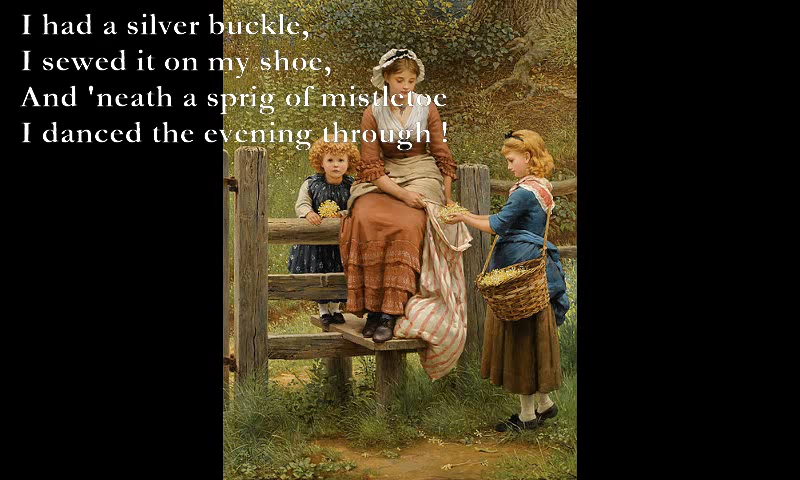 I had a silver buckle,
I sewed it on my shoe,
And 'neath a sprig of mistletoe
I danced the evening through !